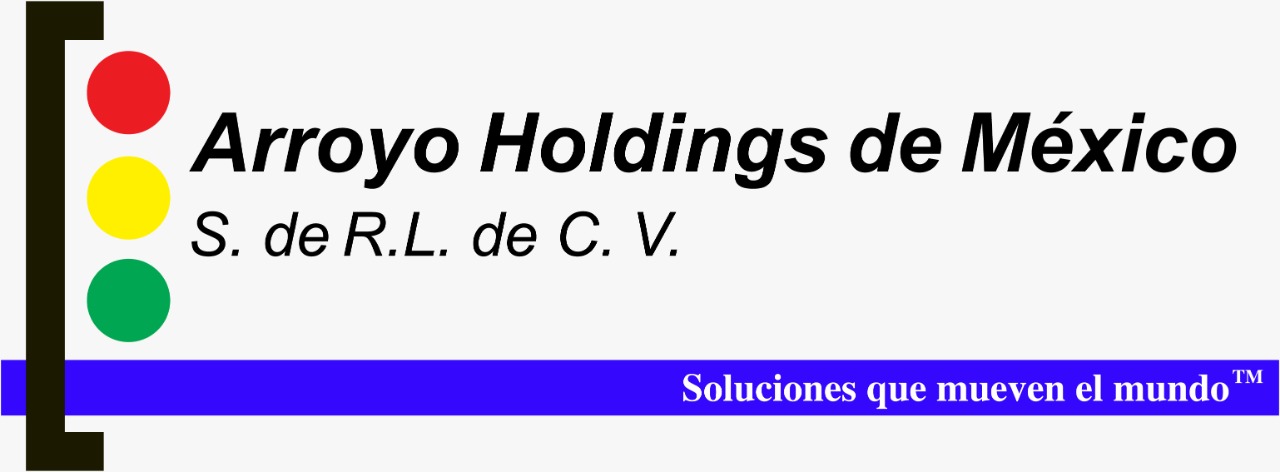 Arroyo Holdings de México
S. de R.L. de C. V.
Soluciones que mueven el mundo™